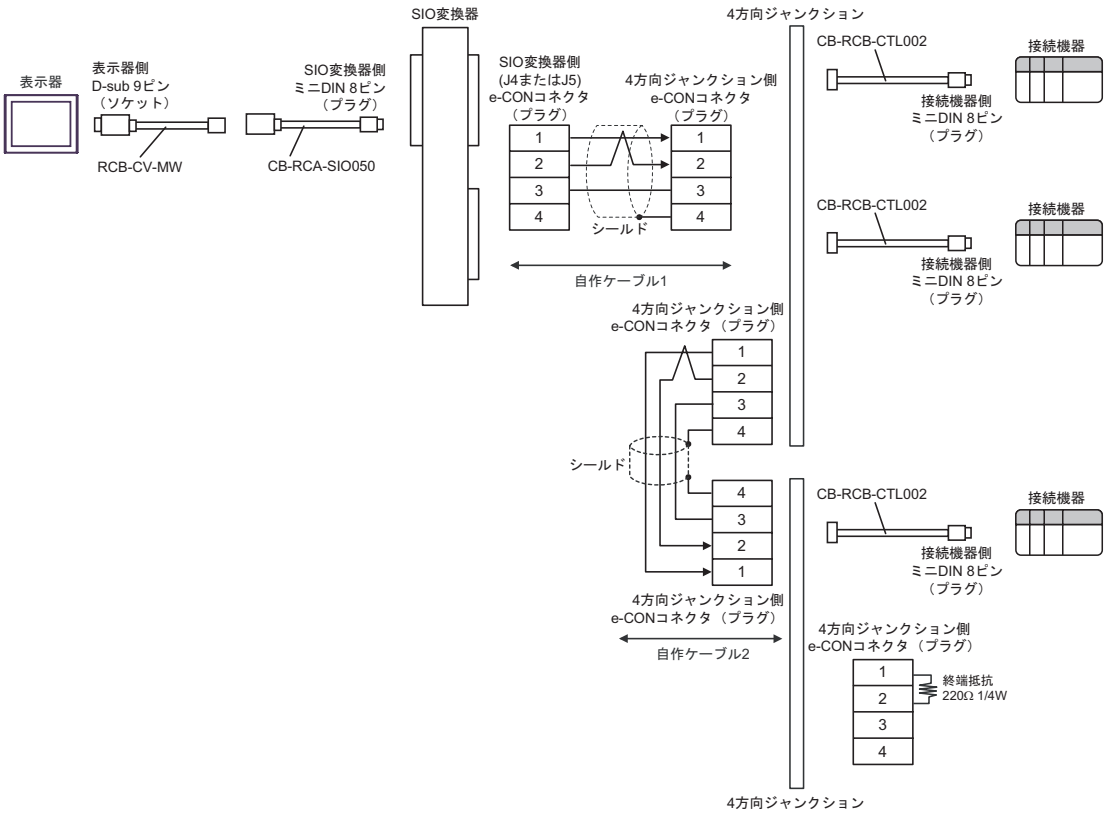 SIO変換器
4方向ジャンクション
表示器
表示器側
D-sub 9ピン
（ソケット）
RCB-CV-MW
SIO変換器側
ミニDIN 8ピン
（プラグ）
CB-RCA-SIO050
SIO変換器側
(J4またはJ5)
e-CONコネクタ
（プラグ）
1
2
3
4
4方向ジャンクション側
e-CONコネクタ
（プラグ）
1
2
3
4
シールド
自作ケーブル1
CB-RCB-CTL002
接続機器側
ミニDIN 8ピン
（プラグ）
接続機器
CB-RCB-CTL002
接続機器側
ミニDIN 8ピン
（プラグ）
接続機器
4方向ジャンクション側
e-CONコネクタ（プラグ）
1
2
3
4
シールド
4
3
2
1
4方向ジャンクション側
e-CONコネクタ（プラグ）
自作ケーブル2
CB-RCB-CTL002
接続機器側
ミニDIN 8ピン
（プラグ）
接続機器
4方向ジャンクション側
e-CONコネクタ（プラグ）
1
2
3
4
終端抵抗
220Ω 1/4W
4方向ジャンクション